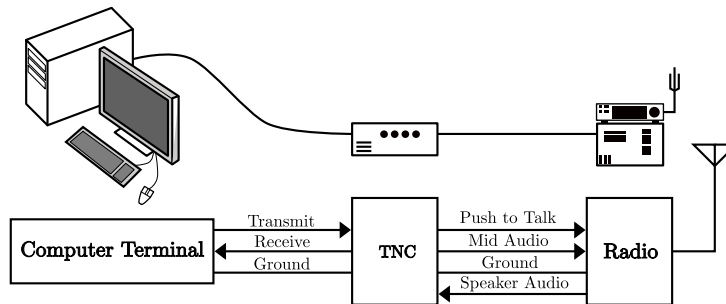 Transmit
Receive
Ground
Push to Talk
Mid Audio
Ground
Speaker Audio
Computer Terminal
TNC
Radio